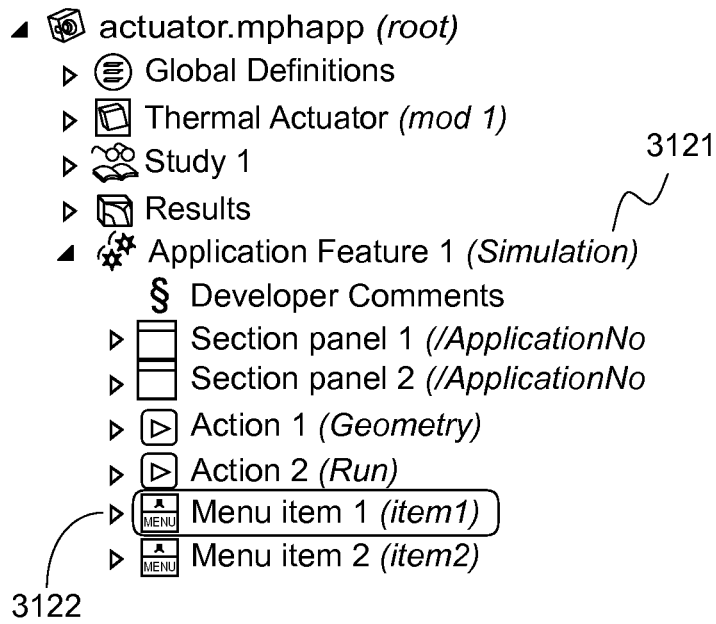 actuator.mphapp (root)
Global Definitions
Thermal Actuator (mod 1)
3121
Study 1
Results
Application Feature 1 (Simulation)
§ Developer Comments
Section panel 1 (//ApplicationNo
Section panel 2 (//ApplicationNo
Action 1 (Geometry)
Action 2 (Run)
MENU Menu item 1 (item1)
MENU Menu item 2 (item2)
3122